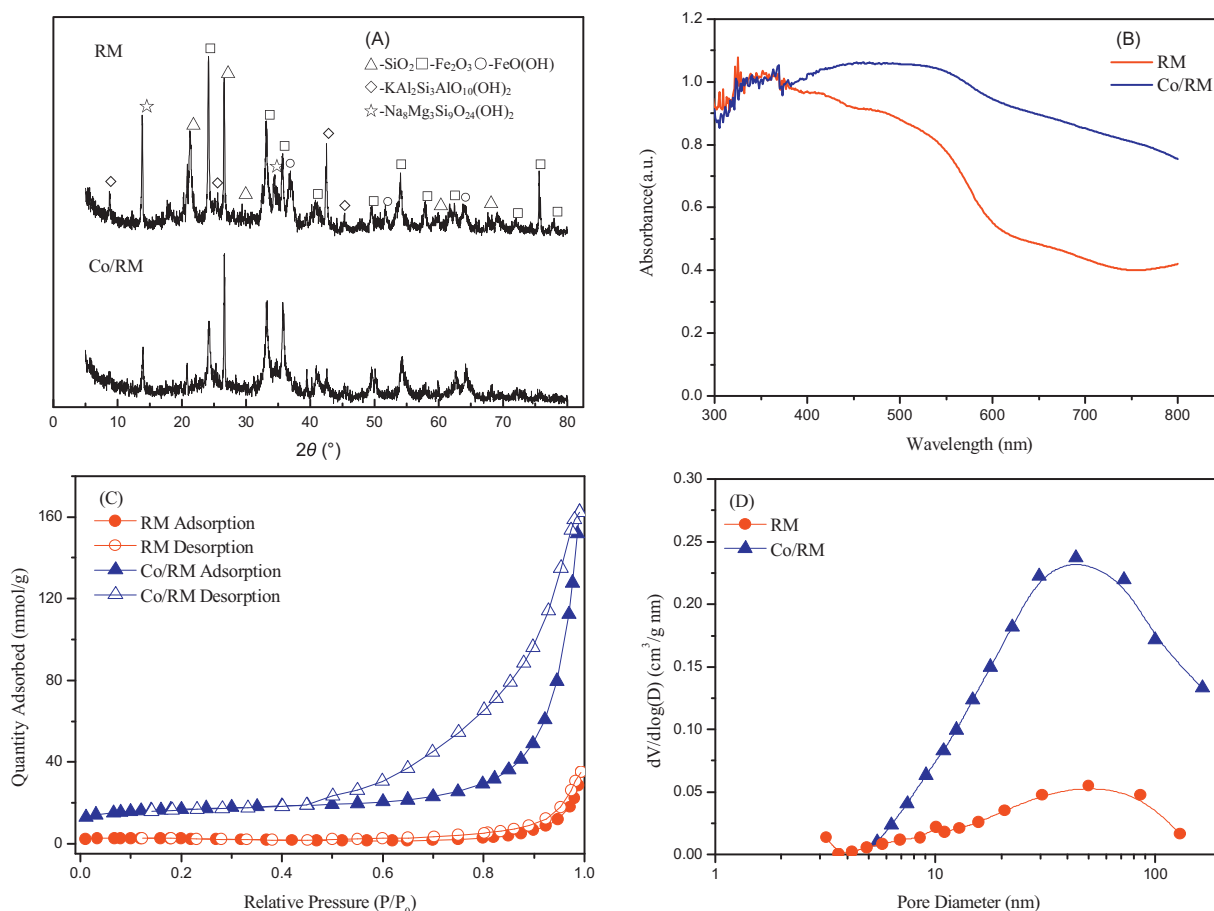 (A)
RM
△-SiO₂ □-Fe₂O₃ ○-FeO(OH)
◇-KAl₂Si₃AlO₁₀(OH)₂
☆-Na₈Mg₃Si₉O₂₄(OH)₂
Co/RM
0 10 20 30 40 50 60 70 80
2θ (°)
(B)
RM
Co/RM
1.2
1.0
0.8
0.6
0.4
0.2
0.0
Absorbance(a.u.)
300 400 500 600 700 800
Wavelength (nm)
(C)
RM Adsorption
RM Desorption
Co/RM Adsorption
Co/RM Desorption
160
120
80
40
0
Quantity Adsorbed (mmol/g)
0.0 0.2 0.4 0.6 0.8 1.0
Relative Pressure (P/P₀)
(D)
RM
Co/RM
0.30
0.25
0.20
0.15
0.10
0.05
0.00
dV/dlog(D) (cm³/g nm)
1 10 100
Pore Diameter (nm)